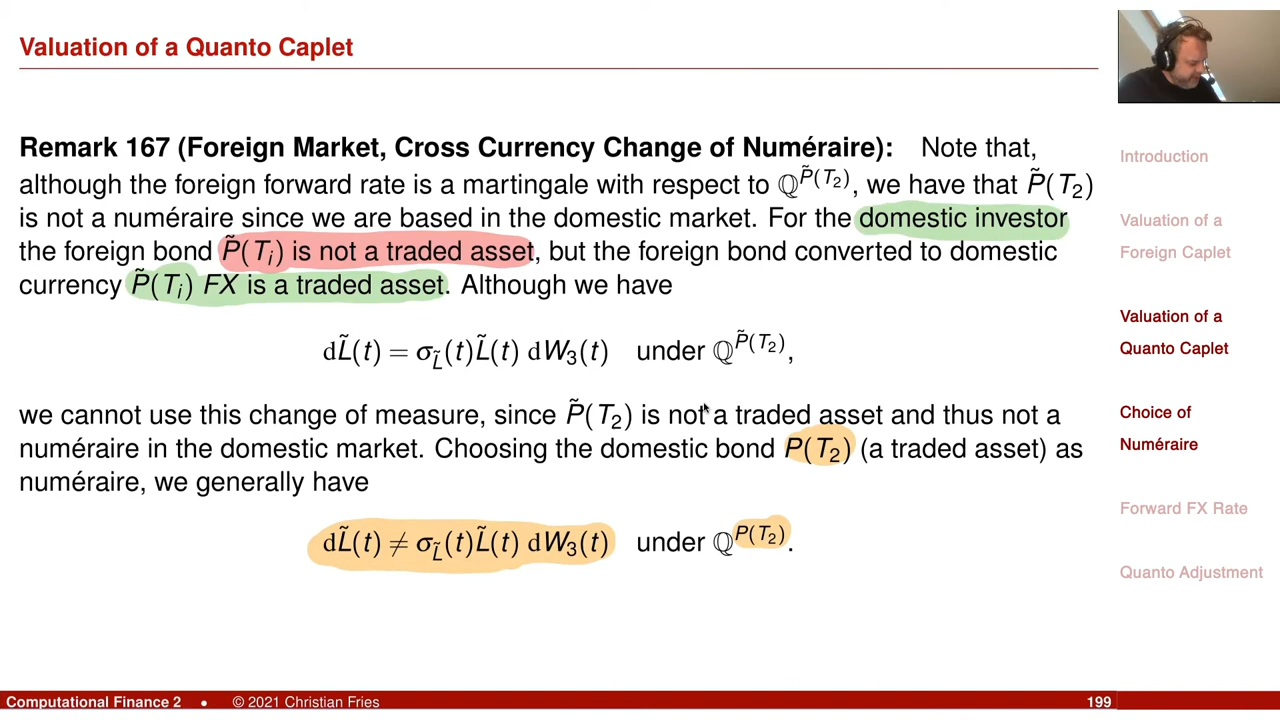 Valuation of a Quanto Caplet
Remark 167 (Foreign Market, Cross Currency Change of Numéraire): Note that,
although the foreign forward rate is a martingale with respect to ℚ^{P̃(T₂)}, we have that P̃(T₂)
is not a numéraire since we are based in the domestic market. For the domestic investor
the foreign bond P̃(Tᵢ) is not a traded asset, but the foreign bond converted to domestic
currency P̃(Tᵢ) FX is a traded asset. Although we have
dL̃(t) = σ_{L̃}(t)L̃(t) dW₃(t) under ℚ^{P̃(T₂)},
we cannot use this change of measure, since P̃(T₂) is not a traded asset and thus not a
numéraire in the domestic market. Choosing the domestic bond P(T₂) (a traded asset) as
numéraire, we generally have
dL̃(t) ≠ σ_{L̃}(t)L̃(t) dW₃(t) under ℚ^{P(T₂)}.
Introduction
Valuation of a
Foreign Caplet
Valuation of a
Quanto Caplet
Choice of
Numéraire
Forward FX Rate
Quanto Adjustment
Computational Finance 2 • © 2021 Christian Fries 199